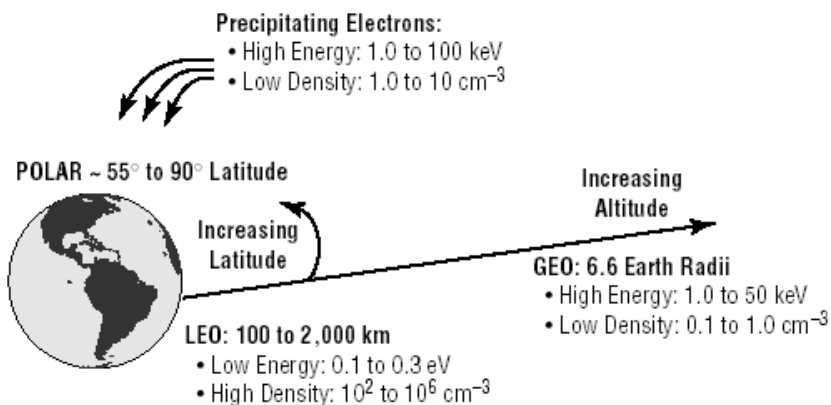 Precipitating Electrons:
• High Energy: 1.0 to 100 keV
• Low Density: 1.0 to 10 cm⁻³
POLAR ~ 55° to 90° Latitude
Increasing
Latitude
Increasing
Altitude
GEO: 6.6 Earth Radii
• High Energy: 1.0 to 50 keV
• Low Density: 0.1 to 1.0 cm⁻³
LEO: 100 to 2,000 km
• Low Energy: 0.1 to 0.3 eV
• High Density: 10² to 10⁶ cm⁻³